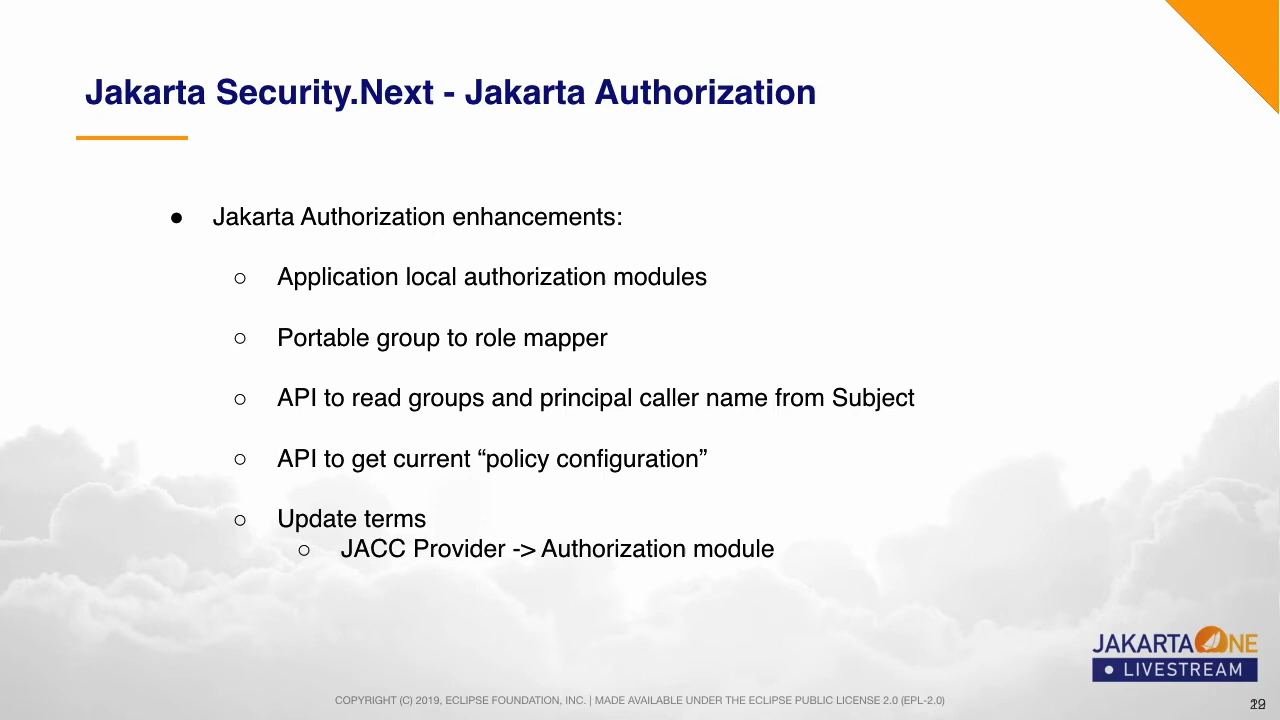 Jakarta Security.Next - Jakarta Authorization
● Jakarta Authorization enhancements:
○ Application local authorization modules
○ Portable group to role mapper
○ API to read groups and principal caller name from Subject
○ API to get current “policy configuration”
○ Update terms
○ JACC Provider -> Authorization module
JAKARTA ONE
● LIVESTREAM
COPYRIGHT (C) 2019, ECLIPSE FOUNDATION, INC. | MADE AVAILABLE UNDER THE ECLIPSE PUBLIC LICENSE 2.0 (EPL-2.0)